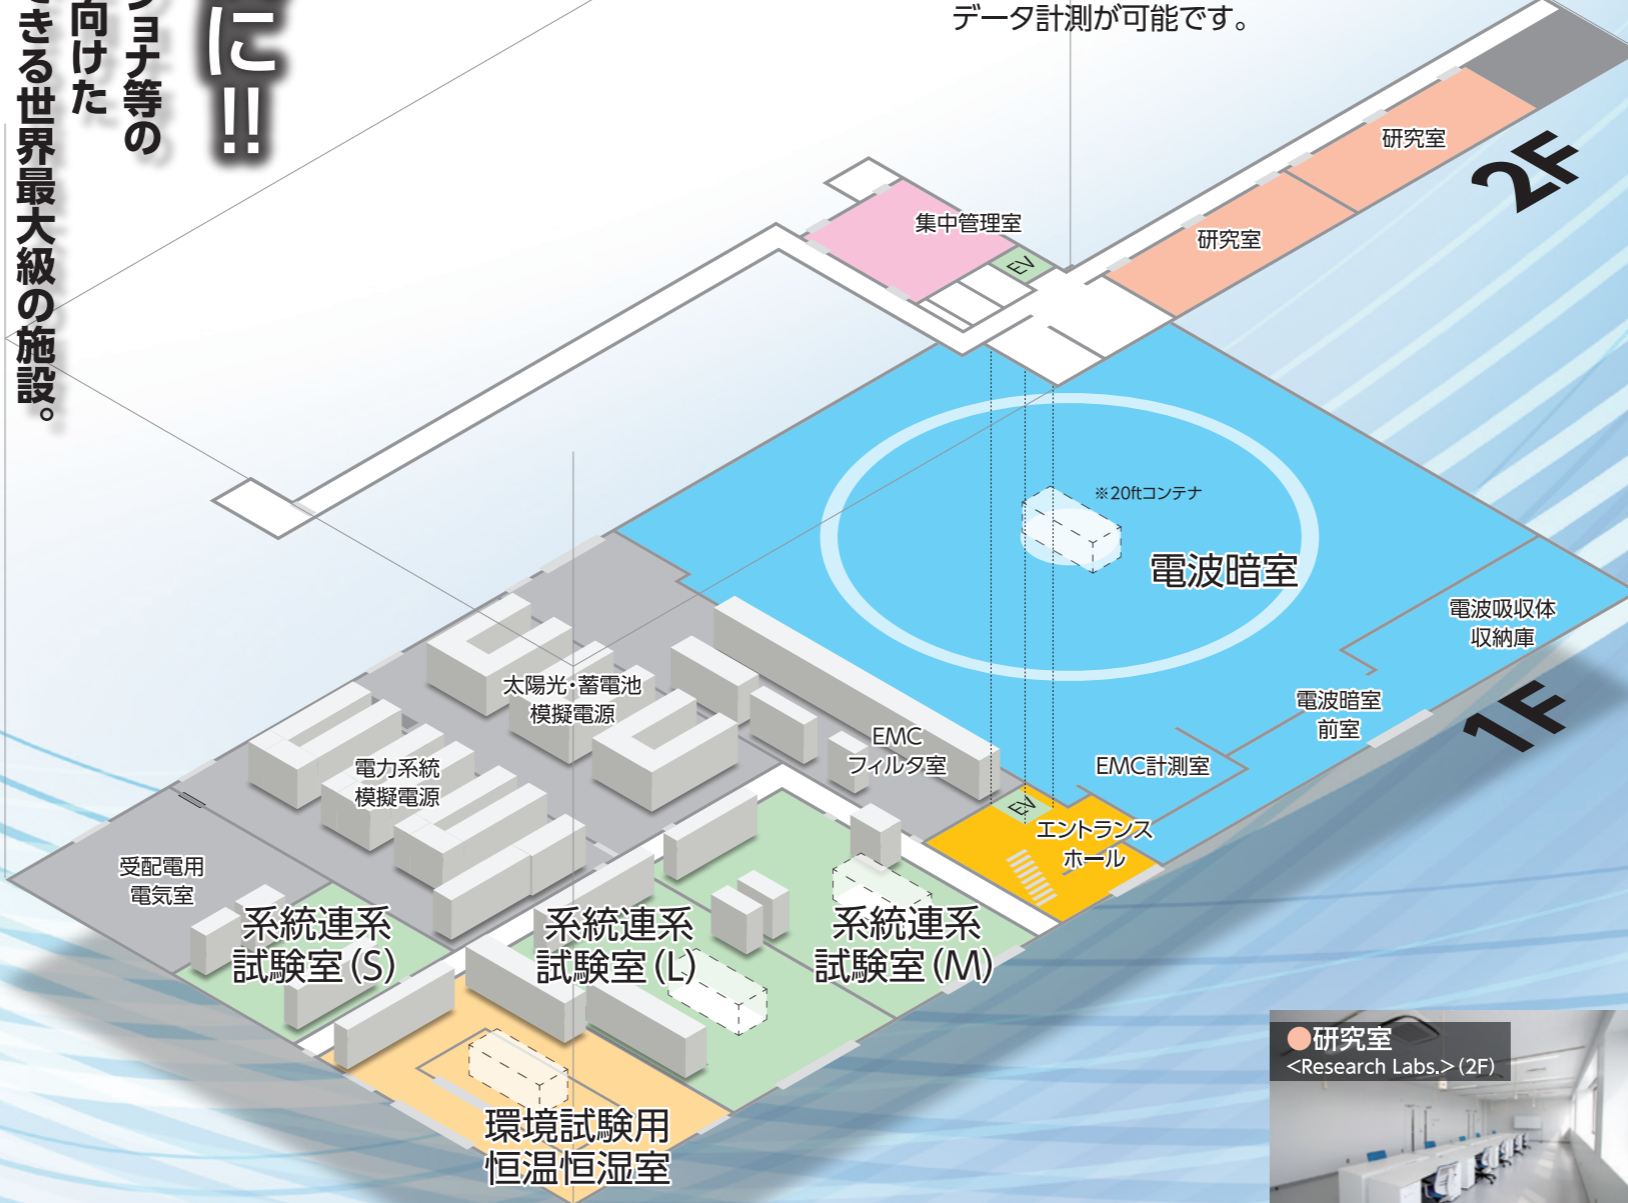 に!!
ョナ等の
向けた
きる世界最大級の施設。
データ計測が可能です。
研究室
2F
集中管理室
研究室
EV
※20ftコンテナ
電波暗室
電波吸収体
収納庫
太陽光・蓄電池
模擬電源
電波暗室
前室
1F
EMC
フィルタ室
EMC計測室
電力系統
模擬電源
EV
エントランス
ホール
受配電用
電気室
系統連系
試験室(S)
系統連系
試験室(L)
系統連系
試験室(M)
●研究室
<Research Labs.>(2F)
環境試験用
恒温恒湿室